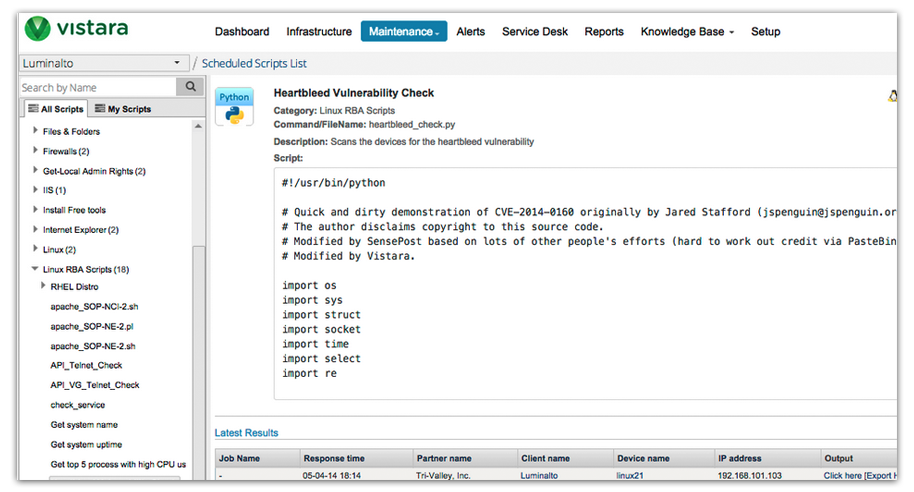 vistara
Dashboard Infrastructure Maintenance Alerts Service Desk Reports Knowledge Base Setup
Luminalto / Scheduled Scripts List
Search by Name
All Scripts My Scripts
Files & Folders
Firewalls (2)
Get-Local Admin Rights (2)
IIS (1)
Install Free tools
Internet Explorer (2)
Linux (2)
Linux RBA Scripts (18)
RHEL Distro
apache_SOP-NCI-2.sh
apache_SOP-NE-2.pl
apache_SOP-NE-2.sh
API_Telnet_Check
API_VG_Telnet_Check
check_service
Get system name
Get system uptime
Get top 5 process with high CPU us
Python
Heartbleed Vulnerability Check
Category: Linux RBA Scripts
Command/FileName: heartbleed_check.py
Description: Scans the devices for the heartbleed vulnerability
Script:
#!/usr/bin/python
# Quick and dirty demonstration of CVE-2014-0160 originally by Jared Stafford (jspenguin@jspenguin.or
# The author disclaims copyright to this source code.
# Modified by SensePost based on lots of other people's efforts (hard to work out credit via PasteBin
# Modified by Vistara.
import os
import sys
import struct
import socket
import time
import select
import re
Latest Results
Job Name Response time Partner name Client name Device name IP address Output
- 05-04-14 18:14 Tri-Valley, Inc. Luminalto linux21 192.168.101.103 Click here [Export H